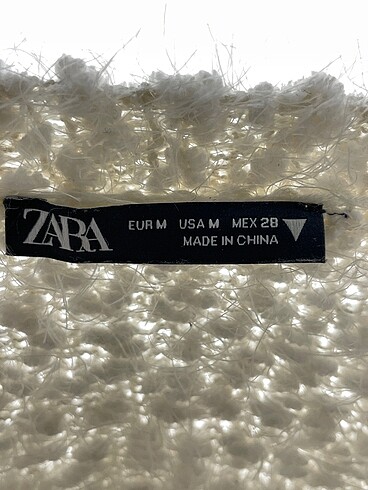 ZARA
EUR M USA M MEX 28
MADE IN CHINA